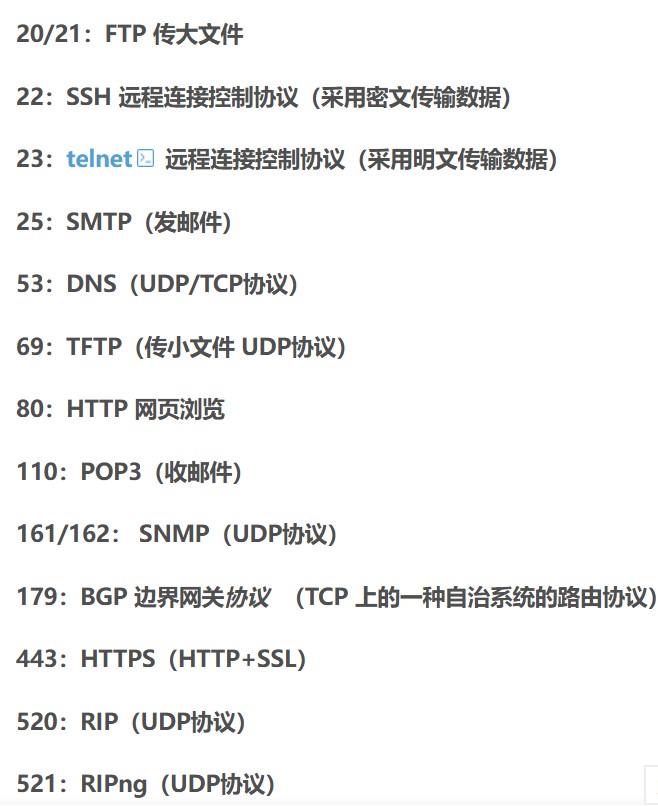 20/21：FTP 传大文件
22：SSH 远程连接控制协议（采用密文传输数据）
23：telnet 远程连接控制协议（采用明文传输数据）
25：SMTP（发邮件）
53：DNS（UDP/TCP协议）
69：TFTP（传小文件 UDP协议）
80：HTTP 网页浏览
110：POP3（收邮件）
161/162： SNMP（UDP协议）
179：BGP 边界网关协议 （TCP 上的一种自治系统的路由协议）
443：HTTPS（HTTP+SSL）
520：RIP（UDP协议）
521：RIPng（UDP协议）